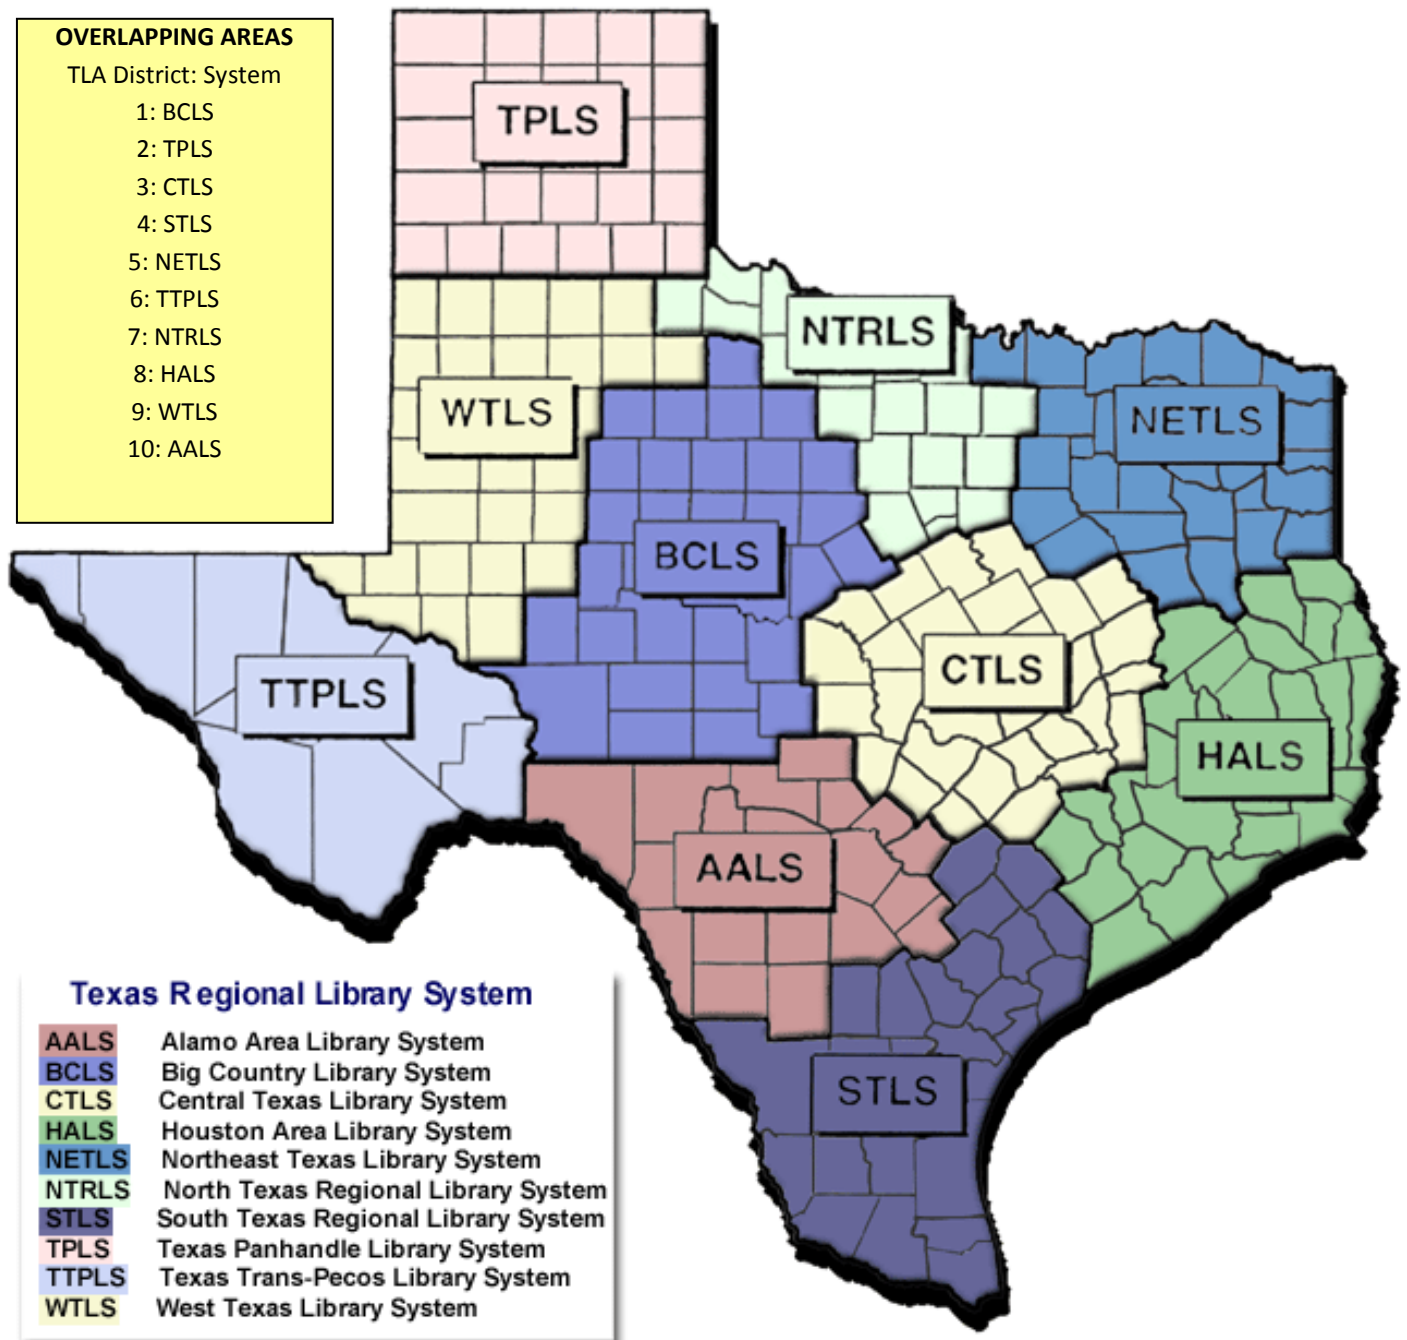 OVERLAPPING AREAS
TLA District: System
1: BCLS
2: TPLS
3: CTLS
4: STLS
5: NETLS
6: TTPLS
7: NTRLS
8: HALS
9: WTLS
10: AALS
TPLS
NTRLS
WTLS
NETLS
BCLS
CTLS
TTPLS
HALS
AALS
STLS
Texas Regional Library System
AALS Alamo Area Library System
BCLS Big Country Library System
CTLS Central Texas Library System
HALS Houston Area Library System
NETLS Northeast Texas Library System
NTRLS North Texas Regional Library System
STLS South Texas Regional Library System
TPLS Texas Panhandle Library System
TTPLS Texas Trans-Pecos Library System
WTLS West Texas Library System